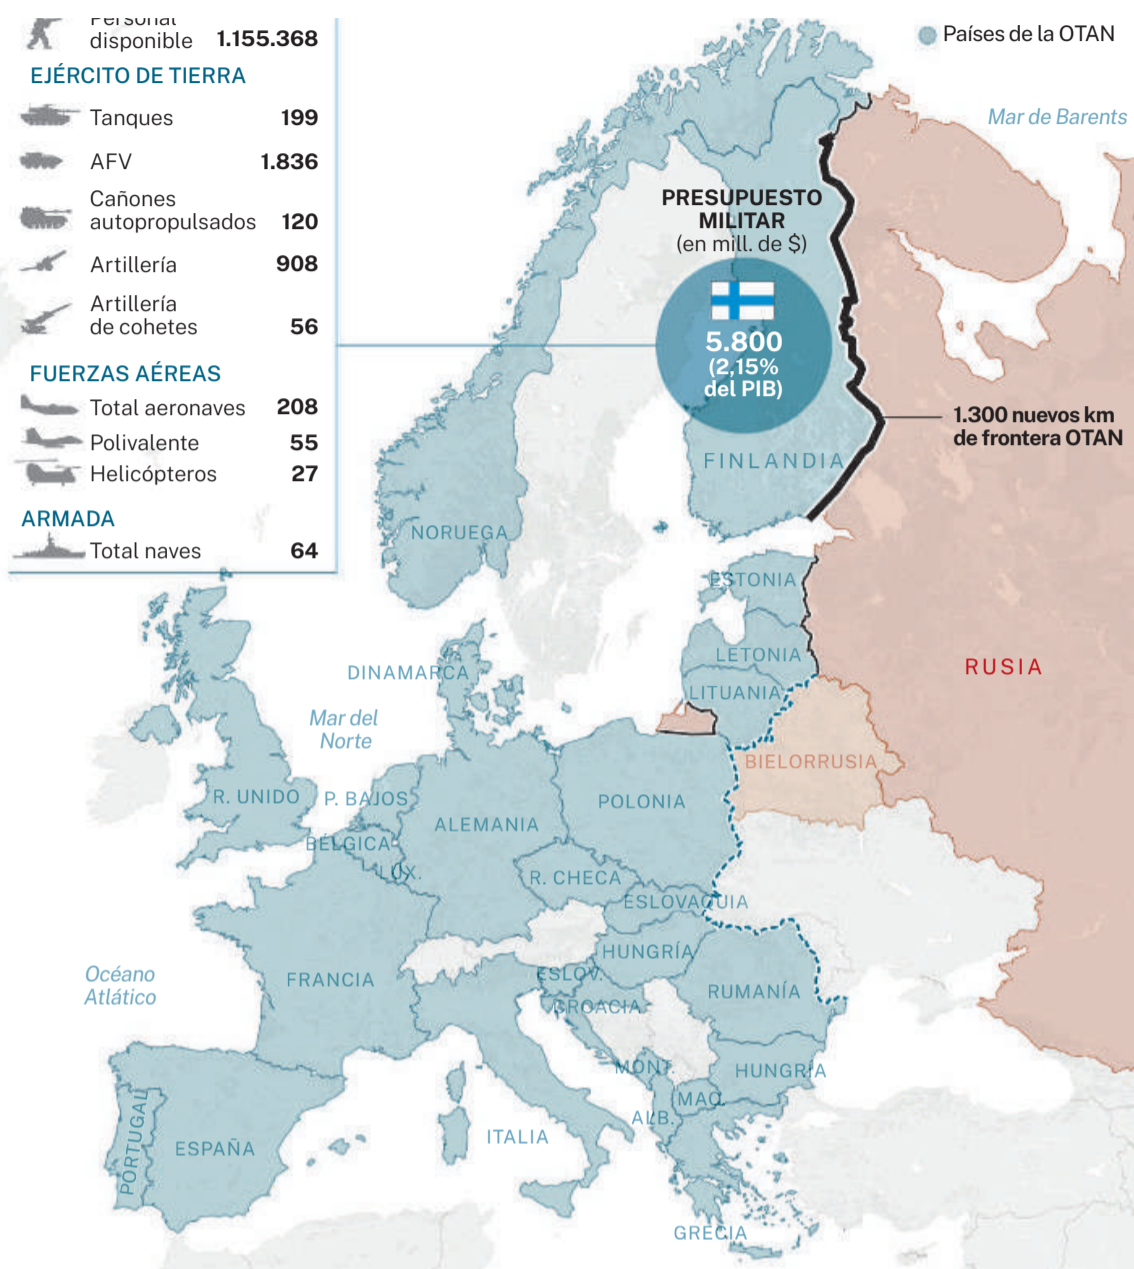 Personal
disponible 1.155.368
EJÉRCITO DE TIERRA
Tanques 199
AFV 1.836
Cañones
autopropulsados 120
Artillería 908
Artillería
de cohetes 56
FUERZAS AÉREAS
Total aeronaves 208
Polivalente 55
Helicópteros 27
ARMADA
Total naves 64
Países de la OTAN
Mar de Barents
PRESUPUESTO
MILITAR
(en mill. de $)
5.800
(2,15%
del PIB)
1.300 nuevos km
de frontera OTAN
FINLANDIA
NORUEGA
ESTONIA
LETONIA
RUSIA
DINAMARCA
LITUANIA
Mar del
Norte
BIELORRUSIA
R. UNIDO
P. BAJOS
POLONIA
ALEMANIA
BÉLGICA
LUX.
R. CHECA
ESLOVAQUIA
HUNGRÍA
Océano
Atlático
FRANCIA
ESLOV.
RUMANÍA
CROACIA
MONT.
HUNGRÍA
MAC.
ALB.
PORTUGAL
ESPAÑA
ITALIA
GRECIA